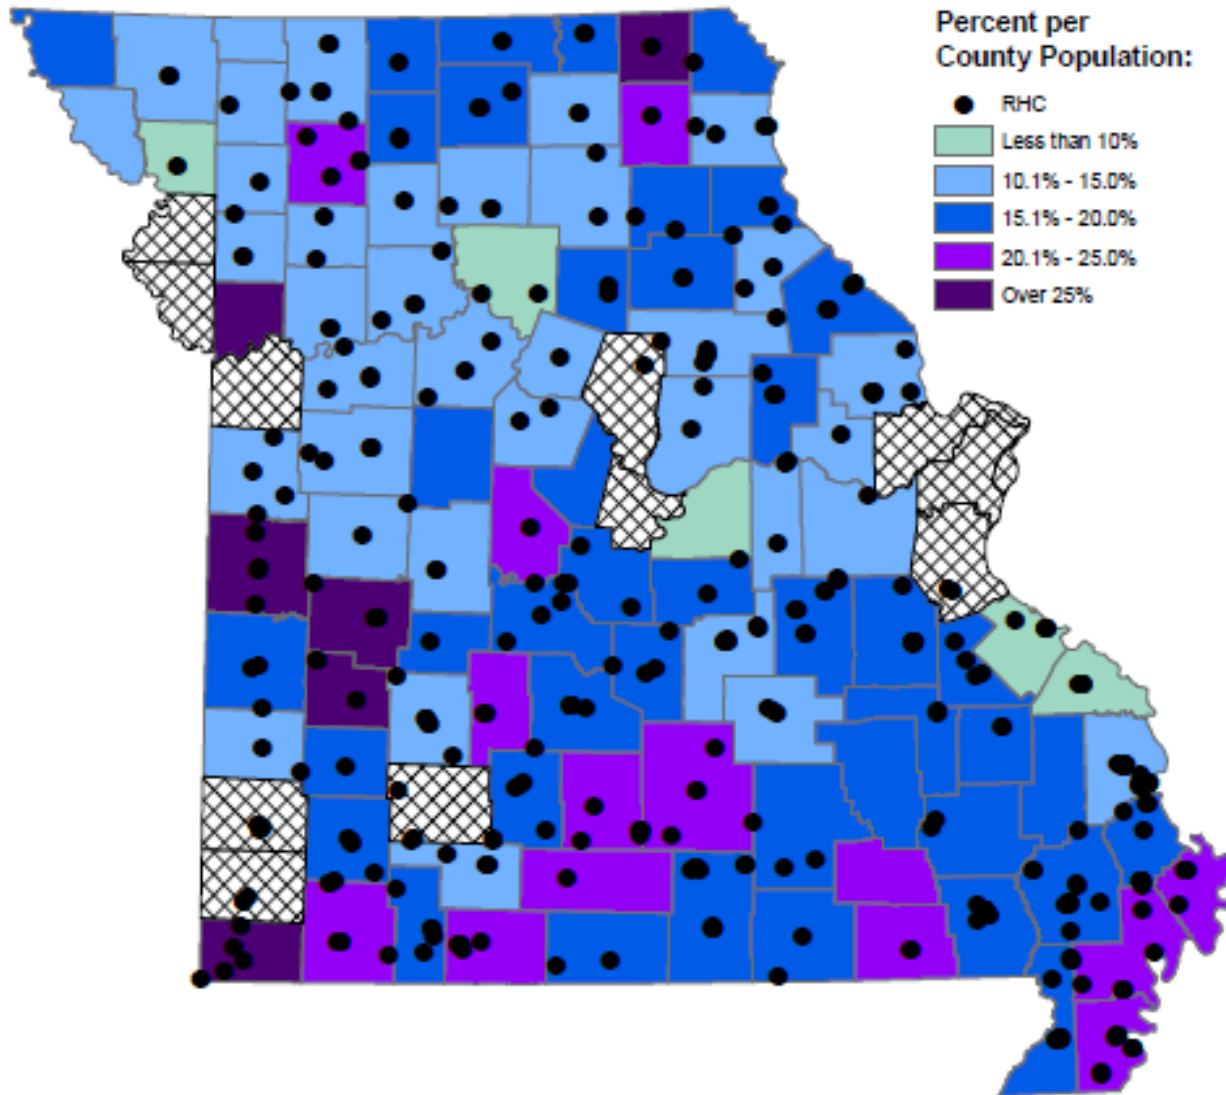 Percent per
County Population:
RHC
Less than 10%
10.1% - 15.0%
15.1% - 20.0%
20.1% - 25.0%
Over 25%